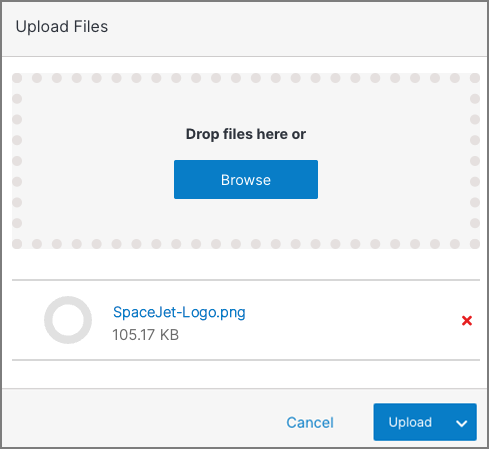 Upload Files
Drop files here or
Browse
SpaceJet-Logo.png
105.17 KB
Cancel
Upload